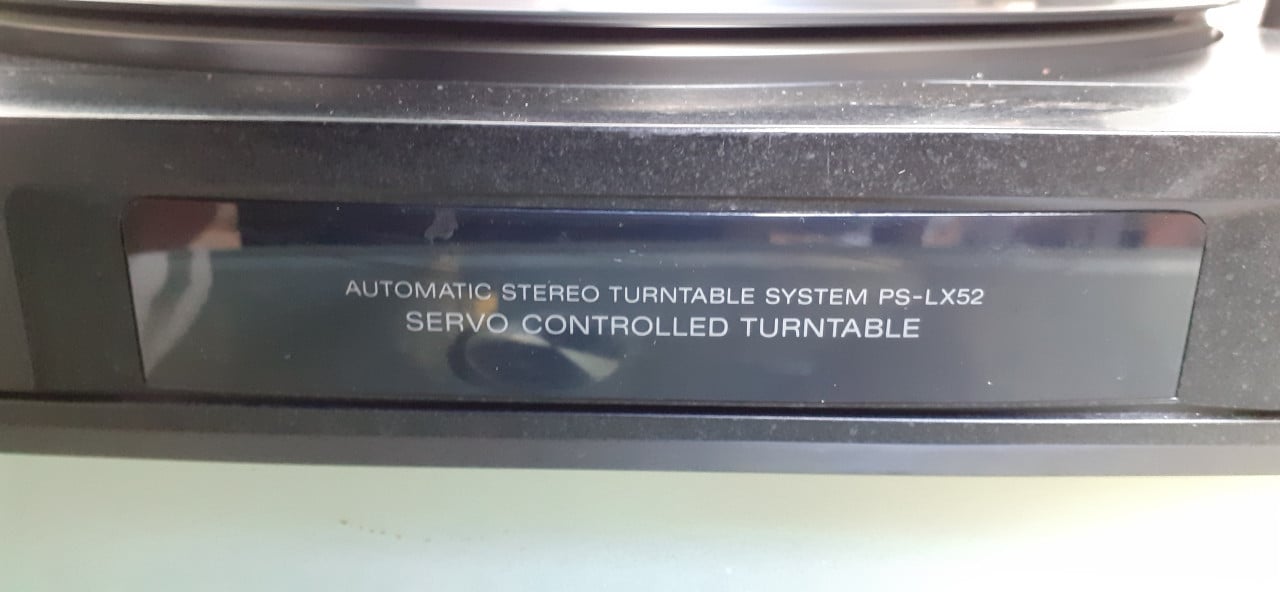 AUTOMATIC STEREO TURNTABLE SYSTEM PS-LX52
SERVO CONTROLLED TURNTABLE